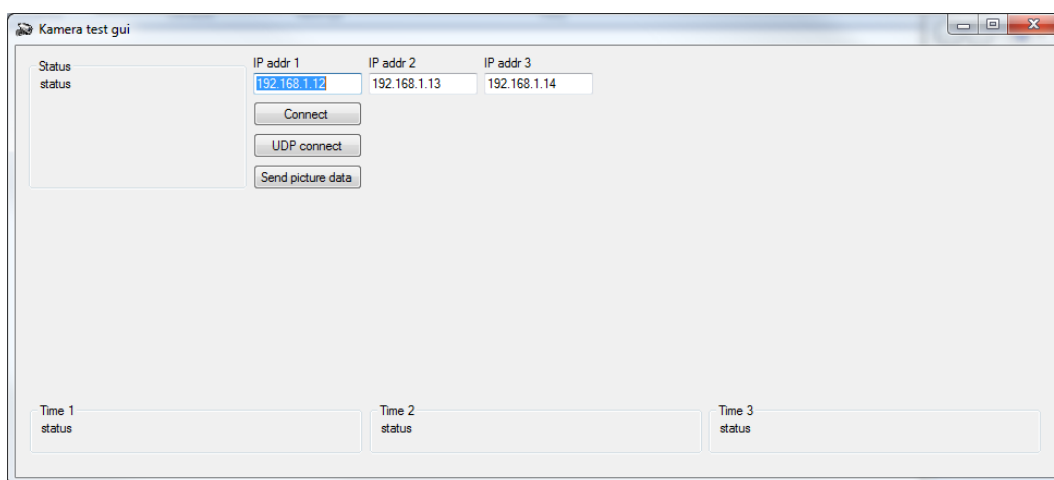 Kamera test gui
Status
status
IP addr 1 IP addr 2 IP addr 3
192.168.1.12 192.168.1.13 192.168.1.14
Connect
UDP connect
Send picture data
Time 1 Time 2 Time 3
status status status